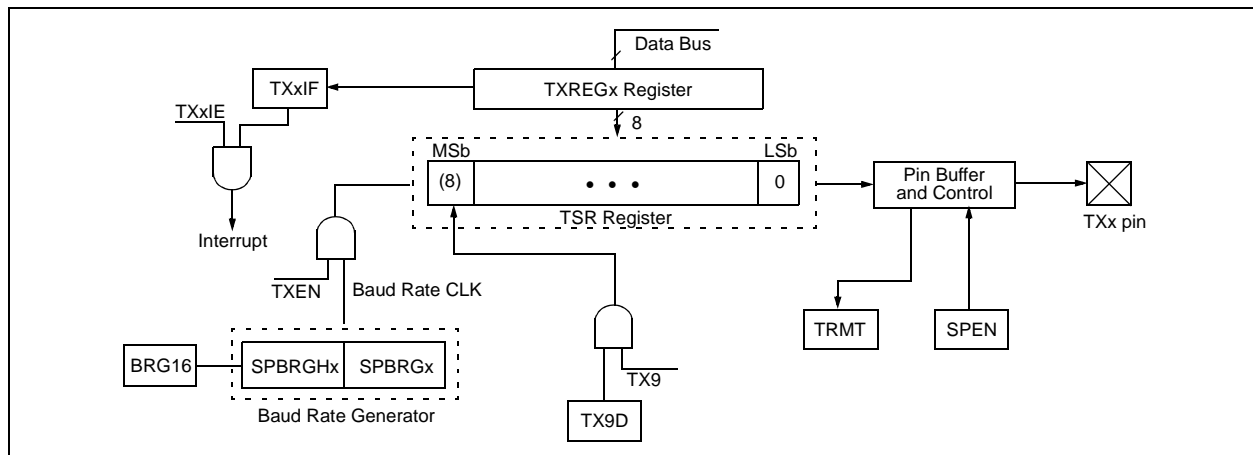 Data Bus
TXxIF
TXREGx Register
TXxIE
8
MSb
LSb
(8)
• • •
0
Pin Buffer
and Control
TSR Register
TXx pin
Interrupt
TXEN
Baud Rate CLK
TRMT
SPEN
BRG16
SPBRGHx
SPBRGx
TX9
Baud Rate Generator
TX9D